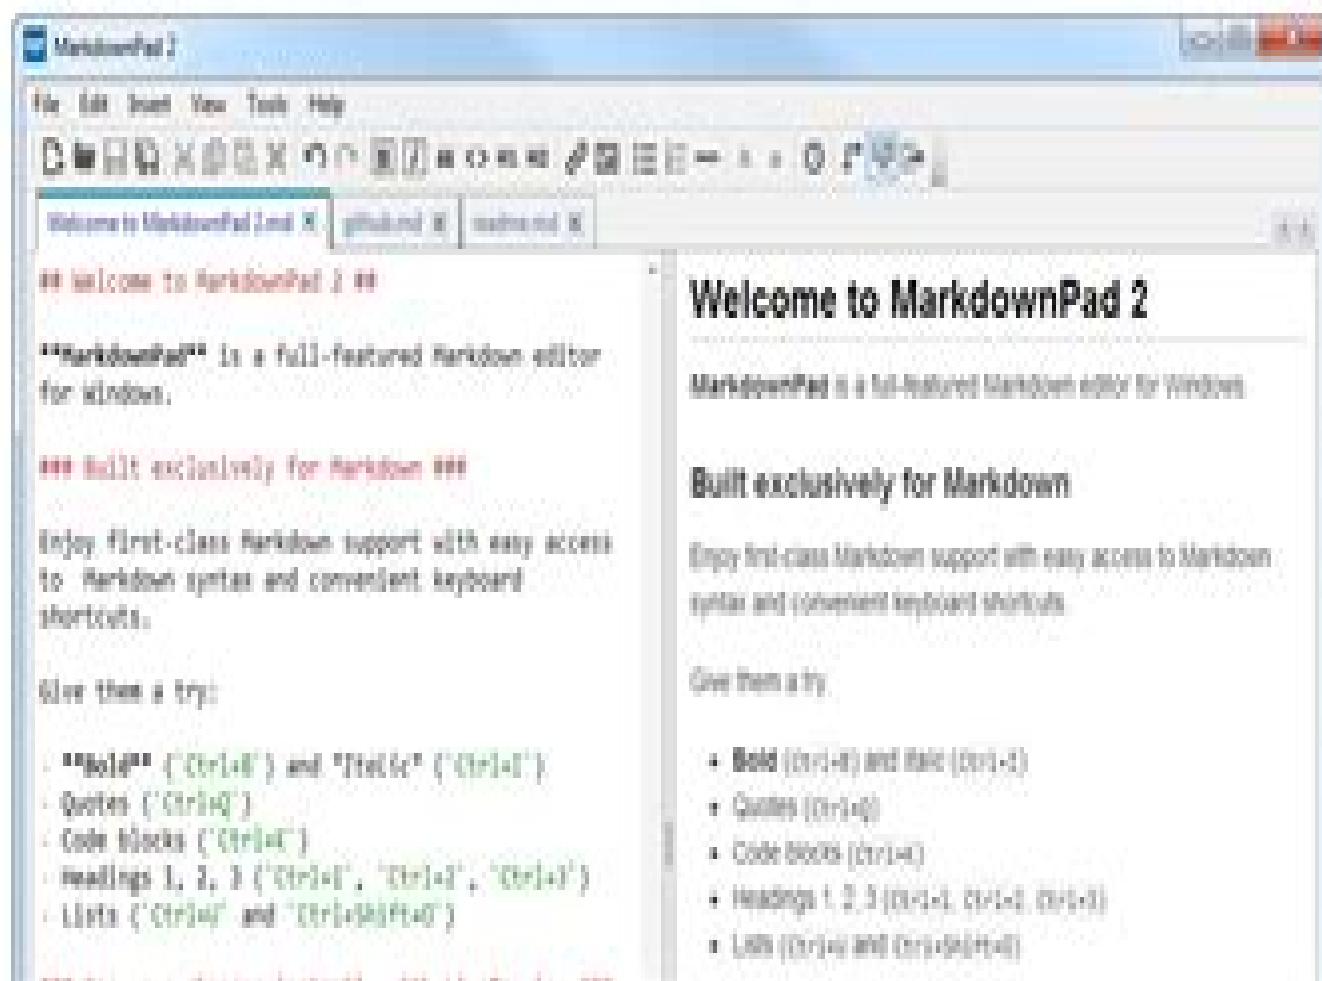 MarkdownPad 2
File Edit Insert View Tools Help
Welcome to MarkdownPad 2.md github.md readme.md
## Welcome to MarkdownPad 2 ##
**MarkdownPad** is a full-featured Markdown editor
for Windows.
### Built exclusively for Markdown ###
Enjoy first-class Markdown support with easy access
to  Markdown syntax and convenient keyboard
shortcuts.
Give them a try:
- **Bold** (`Ctrl+B`) and *Italic* (`Ctrl+I`)
- Quotes (`Ctrl+Q`)
- Code blocks (`Ctrl+K`)
- Headings 1, 2, 3 (`Ctrl+1`, `Ctrl+2`, `Ctrl+3`)
- Lists (`Ctrl+U` and `Ctrl+Shift+O`)
Welcome to MarkdownPad 2
MarkdownPad is a full-featured Markdown editor for Windows.
Built exclusively for Markdown
Enjoy first-class Markdown support with easy access to Markdown
syntax and convenient keyboard shortcuts.
Give them a try:
• Bold (Ctrl+B) and Italic (Ctrl+I)
• Quotes (Ctrl+Q)
• Code blocks (Ctrl+K)
• Headings 1, 2, 3 (Ctrl+1, Ctrl+2, Ctrl+3)
• Lists (Ctrl+U and Ctrl+Shift+O)